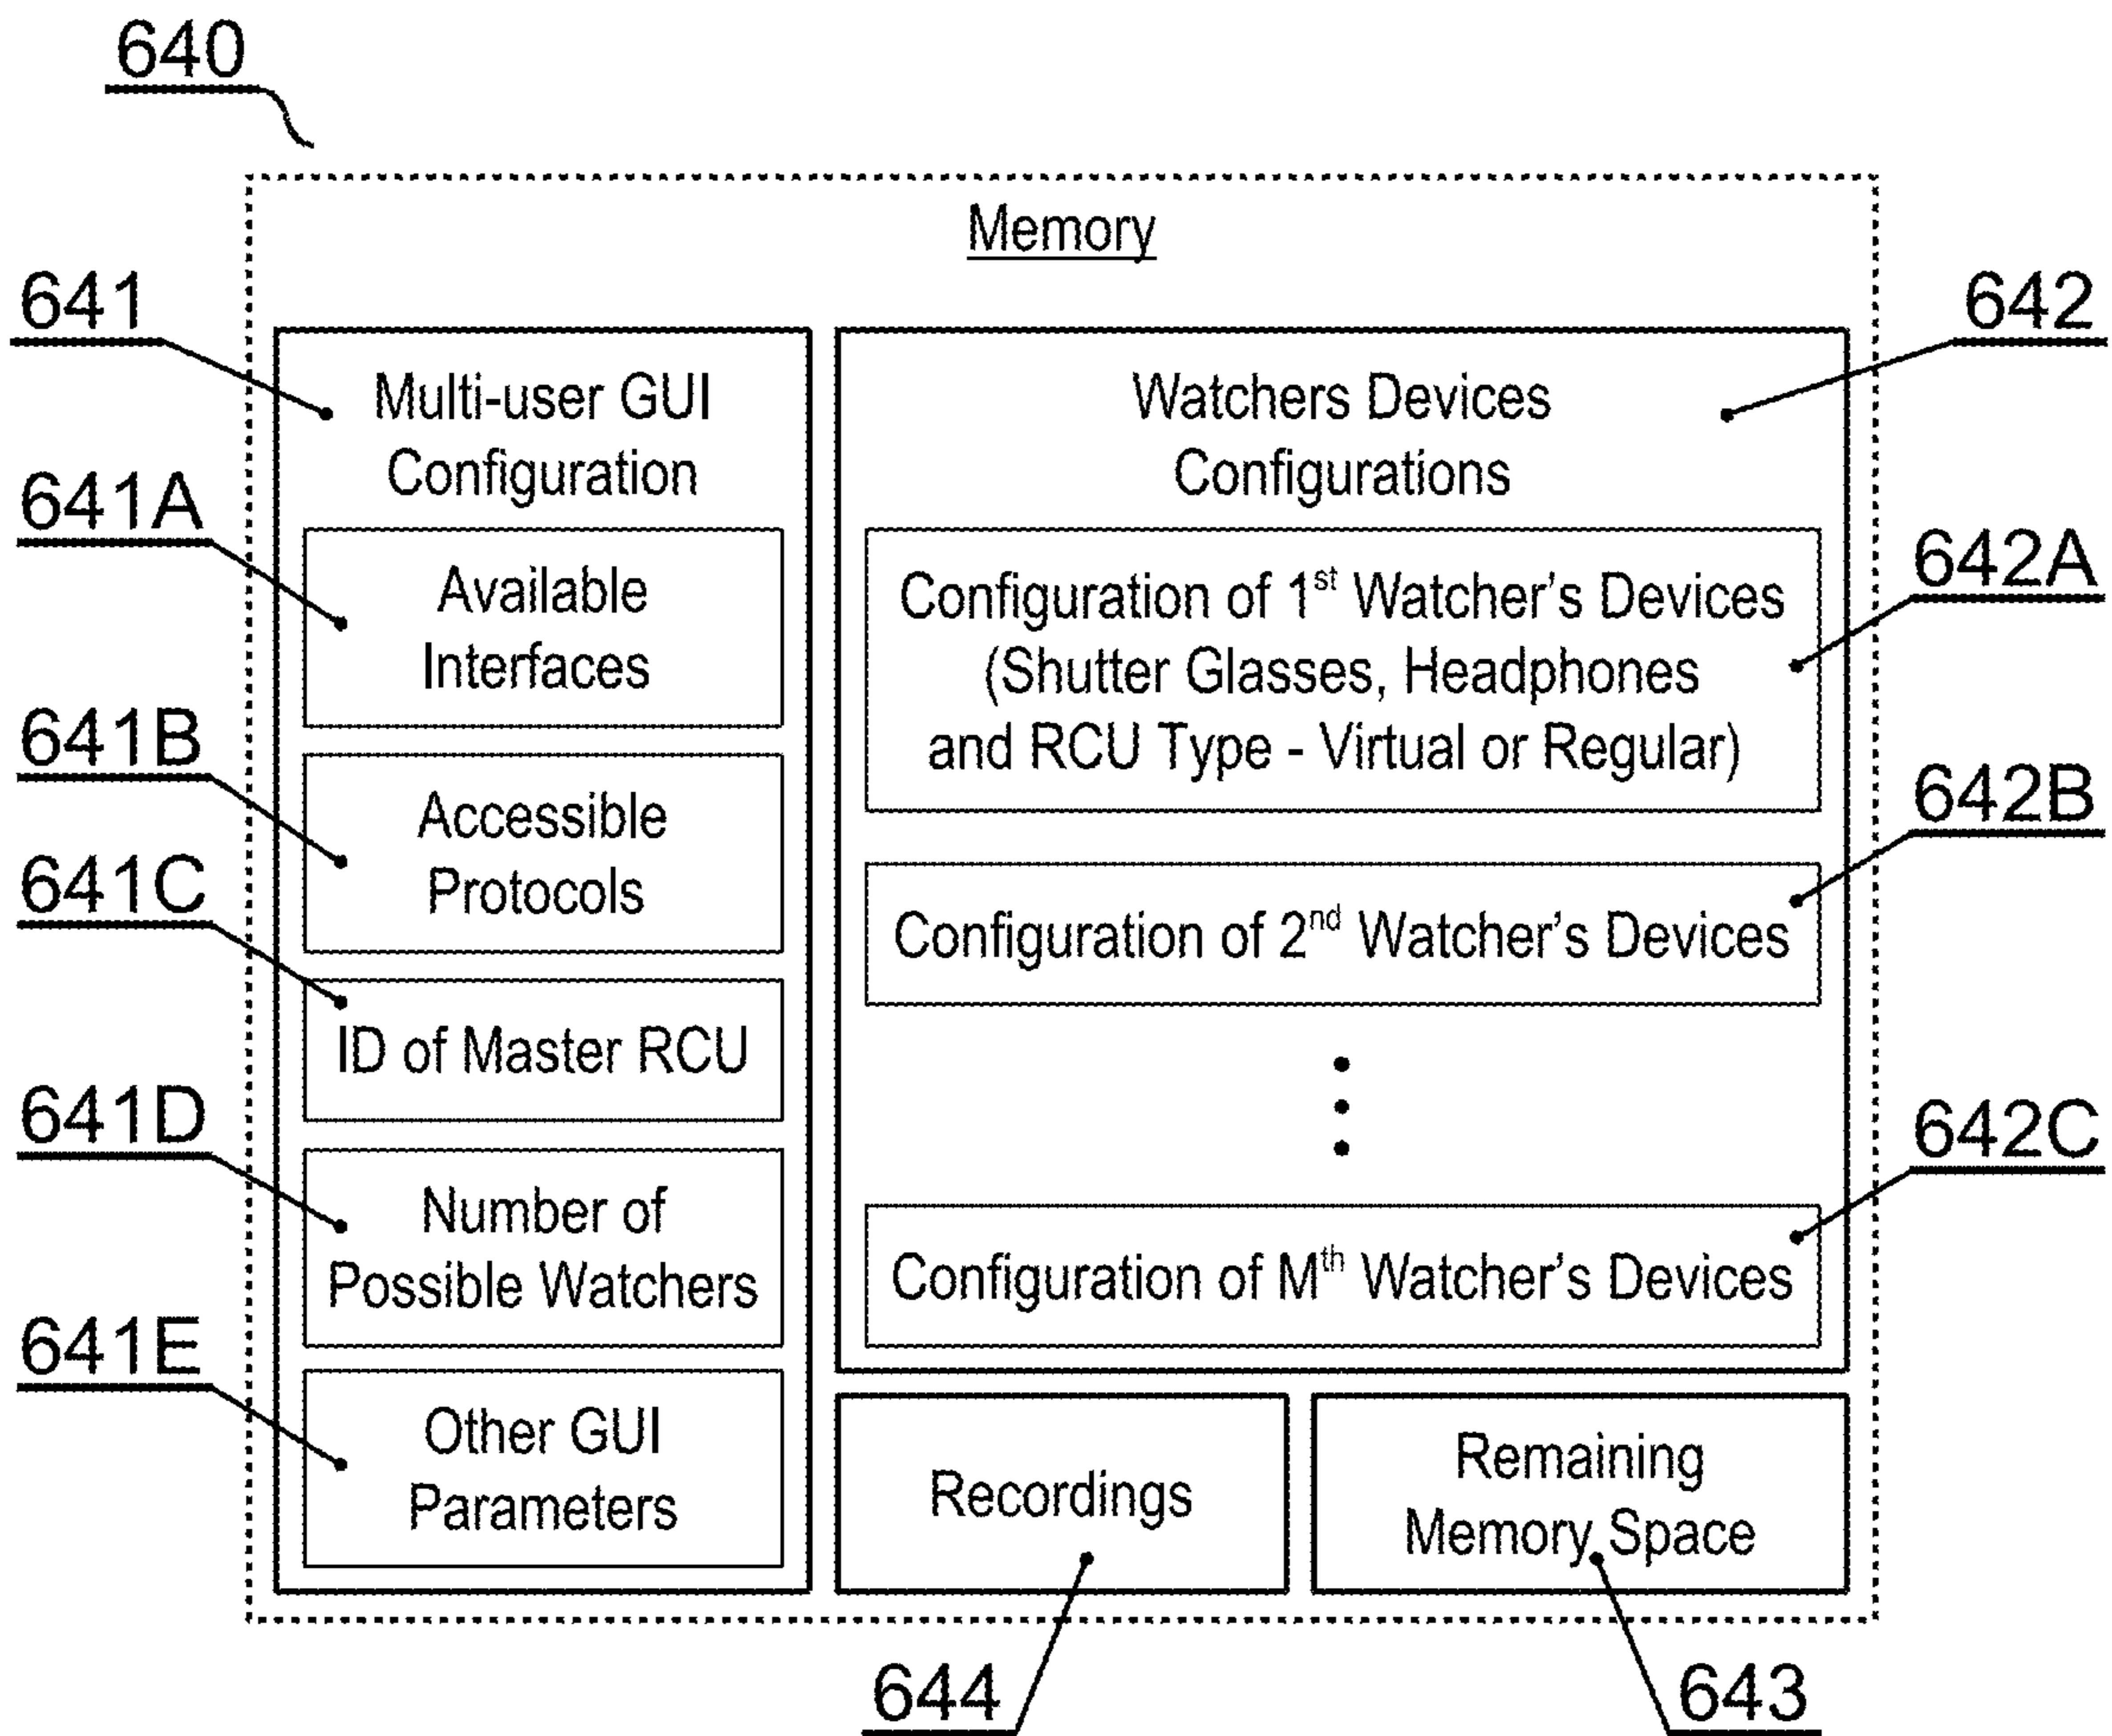 640
Memory
641
Multi-user GUI
Configuration
641A
Available
Interfaces
641B
Accessible
Protocols
641C
ID of Master RCU
641D
Number of
Possible Watchers
641E
Other GUI
Parameters
642
Watchers Devices
Configurations
642A
Configuration of 1st Watcher’s Devices
(Shutter Glasses, Headphones
and RCU Type - Virtual or Regular)
642B
Configuration of 2nd Watcher’s Devices
642C
Configuration of Mth Watcher’s Devices
Recordings
644
Remaining
Memory Space
643